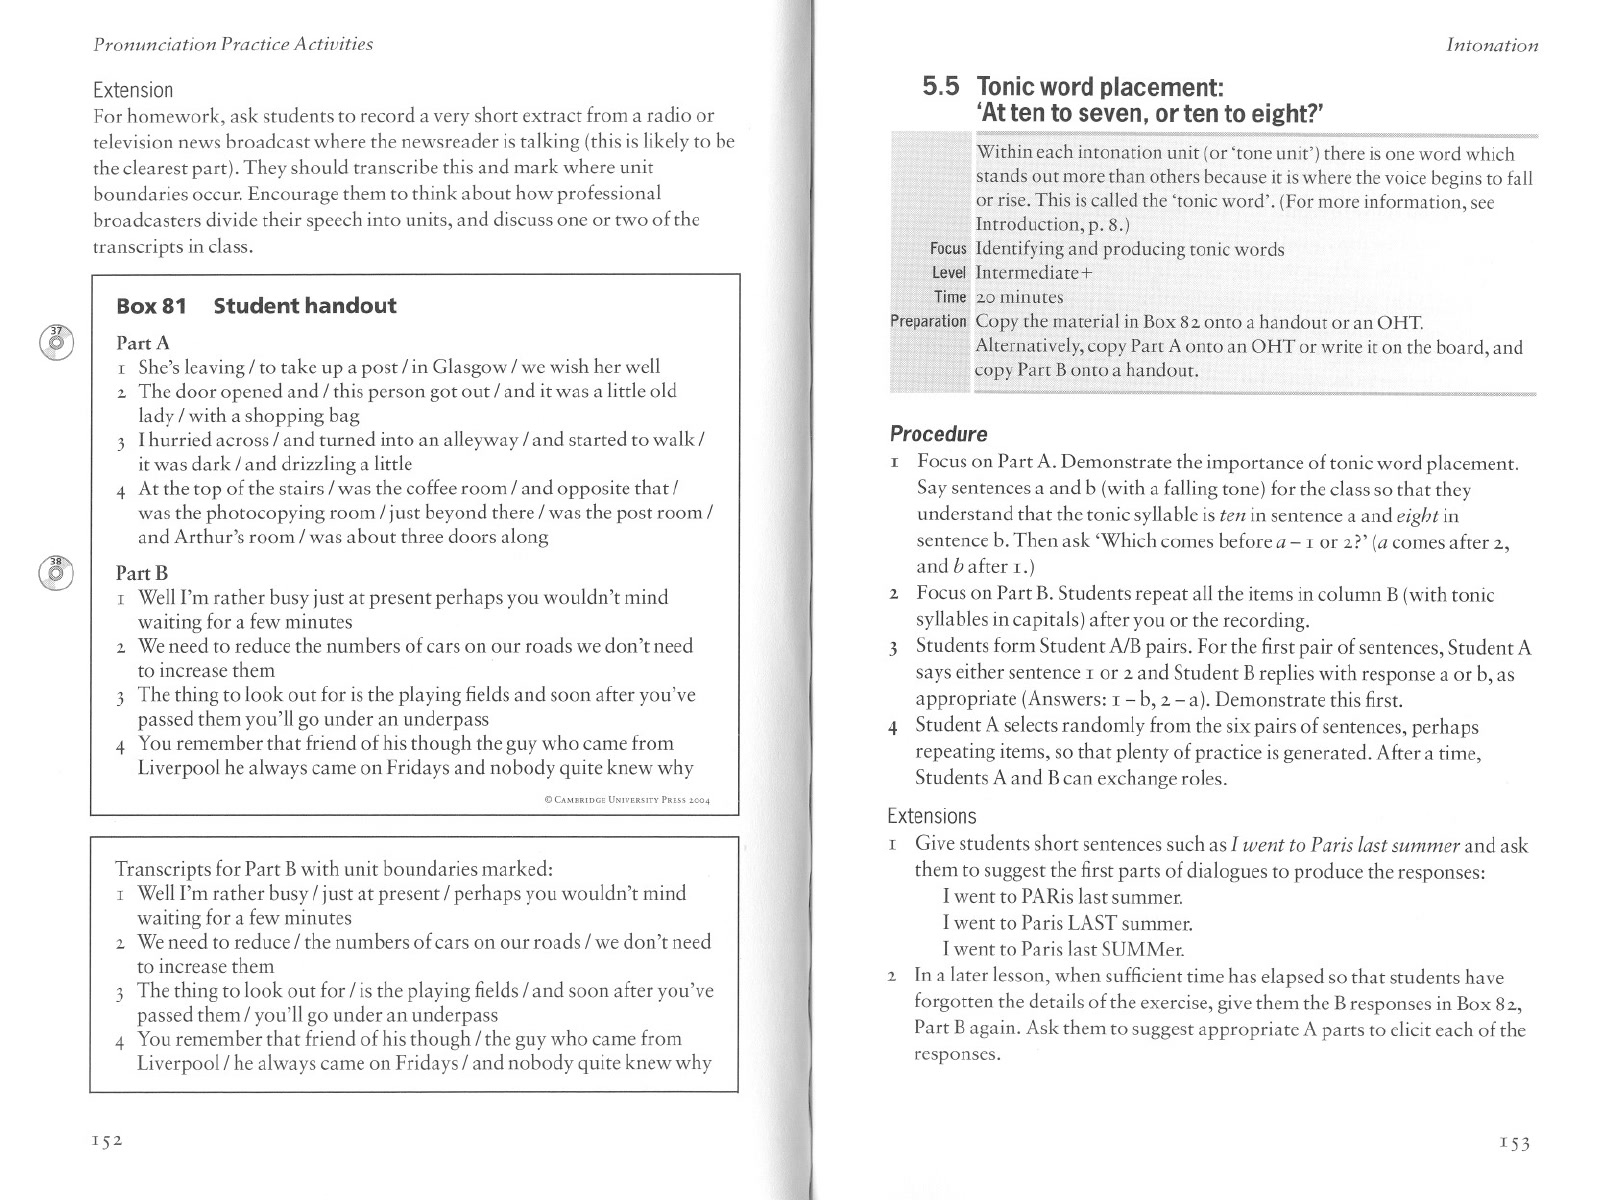 Pronunciation Practice Activities
Extension
For homework, ask students to record a very short extract from a radio or
television news broadcast where the newsreader is talking (this is likely to be
the clearest part). They should transcribe this and mark where unit
boundaries occur. Encourage them to think about how professional
broadcasters divide their speech into units, and discuss one or two of the
transcripts in class.
Box 81 Student handout
37
Part A
1 She's leaving / to take up a post / in Glasgow / we wish her well
2 The door opened and / this person got out / and it was a little old
lady / with a shopping bag
3 I hurried across / and turned into an alleyway / and started to walk /
it was dark / and drizzling a little
4 At the top of the stairs / was the coffee room / and opposite that /
was the photocopying room / just beyond there / was the post room /
and Arthur's room / was about three doors along
38
Part B
1 Well I'm rather busy just at present perhaps you wouldn't mind
waiting for a few minutes
2 We need to reduce the numbers of cars on our roads we don't need
to increase them
3 The thing to look out for is the playing fields and soon after you've
passed them you'll go under an underpass
4 You remember that friend of his though the guy who came from
Liverpool he always came on Fridays and nobody quite knew why
© CAMBRIDGE UNIVERSITY PRESS 2004
Transcripts for Part B with unit boundaries marked:
1 Well I'm rather busy / just at present / perhaps you wouldn't mind
waiting for a few minutes
2 We need to reduce / the numbers of cars on our roads / we don't need
to increase them
3 The thing to look out for / is the playing fields / and soon after you've
passed them / you'll go under an underpass
4 You remember that friend of his though / the guy who came from
Liverpool / he always came on Fridays / and nobody quite knew why
152
Intonation
5.5 Tonic word placement:
'At ten to seven, or ten to eight?'
Within each intonation unit (or 'tone unit') there is one word which
stands out more than others because it is where the voice begins to fall
or rise. This is called the 'tonic word'. (For more information, see
Introduction, p. 8.)
Focus Identifying and producing tonic words
Level Intermediate+
Time 20 minutes
Preparation Copy the material in Box 82 onto a handout or an OHT.
Alternatively, copy Part A onto an OHT or write it on the board, and
copy Part B onto a handout.
Procedure
1 Focus on Part A. Demonstrate the importance of tonic word placement.
Say sentences a and b (with a falling tone) for the class so that they
understand that the tonic syllable is ten in sentence a and eight in
sentence b. Then ask 'Which comes before a – 1 or 2?' (a comes after 2,
and b after 1.)
2 Focus on Part B. Students repeat all the items in column B (with tonic
syllables in capitals) after you or the recording.
3 Students form Student A/B pairs. For the first pair of sentences, Student A
says either sentence 1 or 2 and Student B replies with response a or b, as
appropriate (Answers: 1 – b, 2 – a). Demonstrate this first.
4 Student A selects randomly from the six pairs of sentences, perhaps
repeating items, so that plenty of practice is generated. After a time,
Students A and B can exchange roles.
Extensions
1 Give students short sentences such as I went to Paris last summer and ask
them to suggest the first parts of dialogues to produce the responses:
I went to PARis last summer.
I went to Paris LAST summer.
I went to Paris last SUMMer.
2 In a later lesson, when sufficient time has elapsed so that students have
forgotten the details of the exercise, give them the B responses in Box 82,
Part B again. Ask them to suggest appropriate A parts to elicit each of the
responses.
153